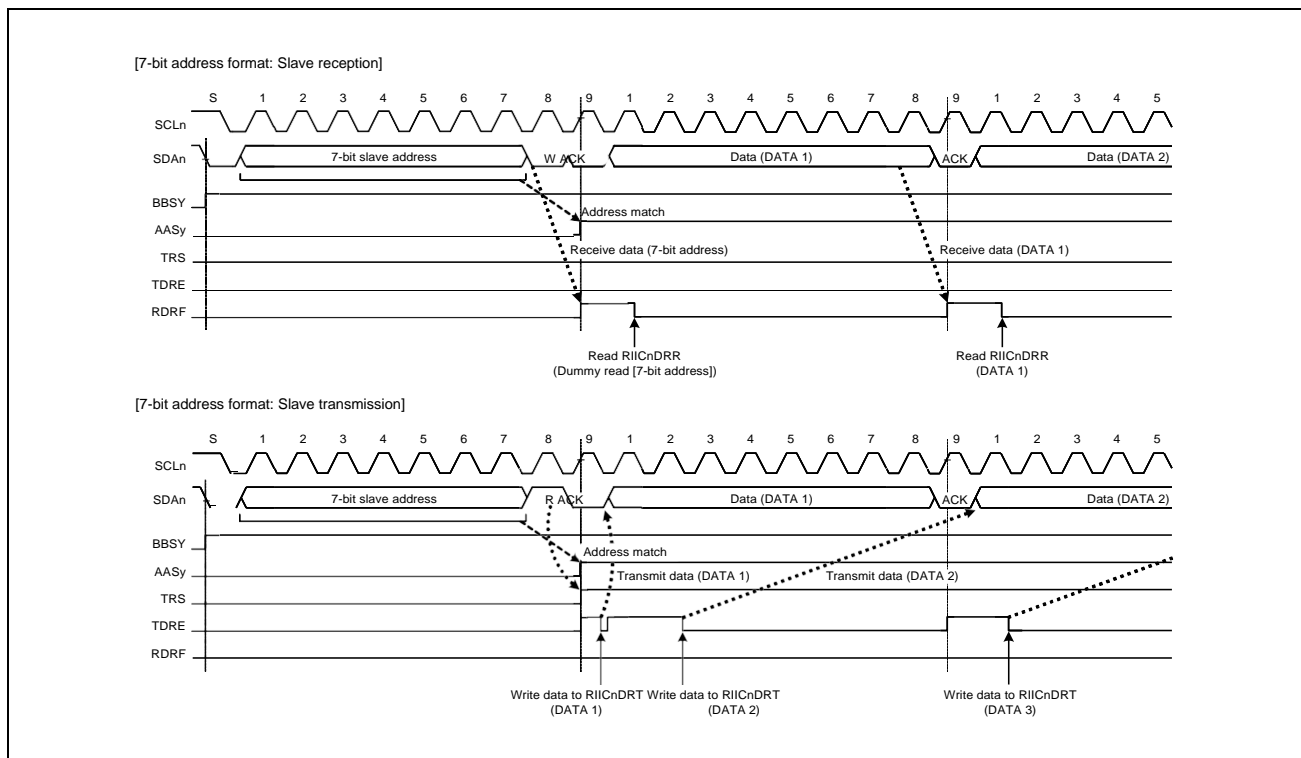 [7-bit address format: Slave reception]
S 1 2 3 4 5 6 7 8 9 1 2 3 4 5 6 7 8 9 1 2 3 4 5
SCLn
SDAn 7-bit slave address W ACK Data (DATA 1) ACK Data (DATA 2)
BBSY
Address match
AASy
Receive data (7-bit address) Receive data (DATA 1)
TRS
TDRE
RDRF
Read RIICnDRR Read RIICnDRR
(Dummy read [7-bit address]) (DATA 1)
[7-bit address format: Slave transmission]
S 1 2 3 4 5 6 7 8 9 1 2 3 4 5 6 7 8 9 1 2 3 4 5
SCLn
SDAn 7-bit slave address R ACK Data (DATA 1) ACK Data (DATA 2)
BBSY
Address match
AASy
Transmit data (DATA 1) Transmit data (DATA 2)
TRS
TDRE
RDRF
Write data to RIICnDRT Write data to RIICnDRT Write data to RIICnDRT
(DATA 1) (DATA 2) (DATA 3)